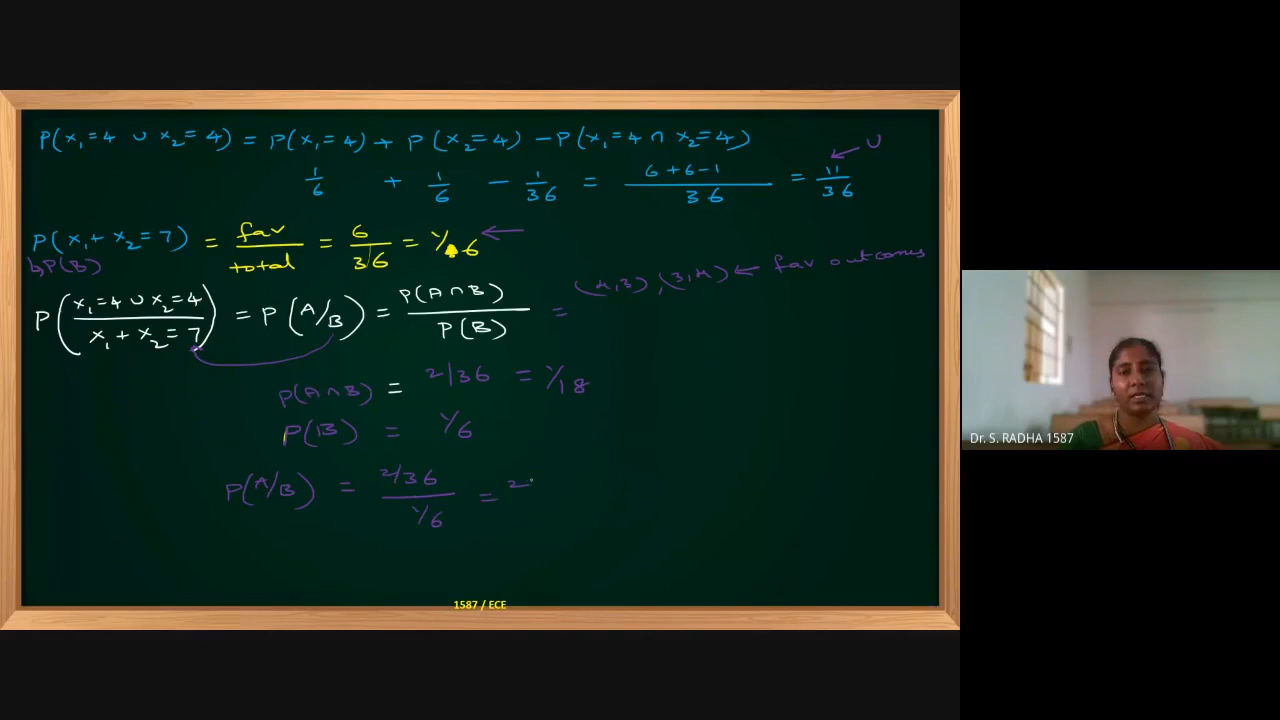 P(x₁=4 ∪ x₂=4) = P(x₁=4) + P(x₂=4) − P(x₁=4 ∩ x₂=4)
1/6 + 1/6 − 1/36 = (6+6−1)/36 = 11/36 ← ∪
P(x₁+x₂=7) = fav/total = 6/36 = 1/6 ←
↳P(B)
P((x₁=4 ∪ x₂=4)/(x₁+x₂=7)) = P(A/B) = P(A∩B)/P(B) = (4,3),(3,4) ← fav outcomes
P(A∩B) = 2/36 = 1/18
P(B) = 1/6
P(A/B) = (2/36)/(1/6) = 2
1587 / ECE
Dr. S. RADHA 1587